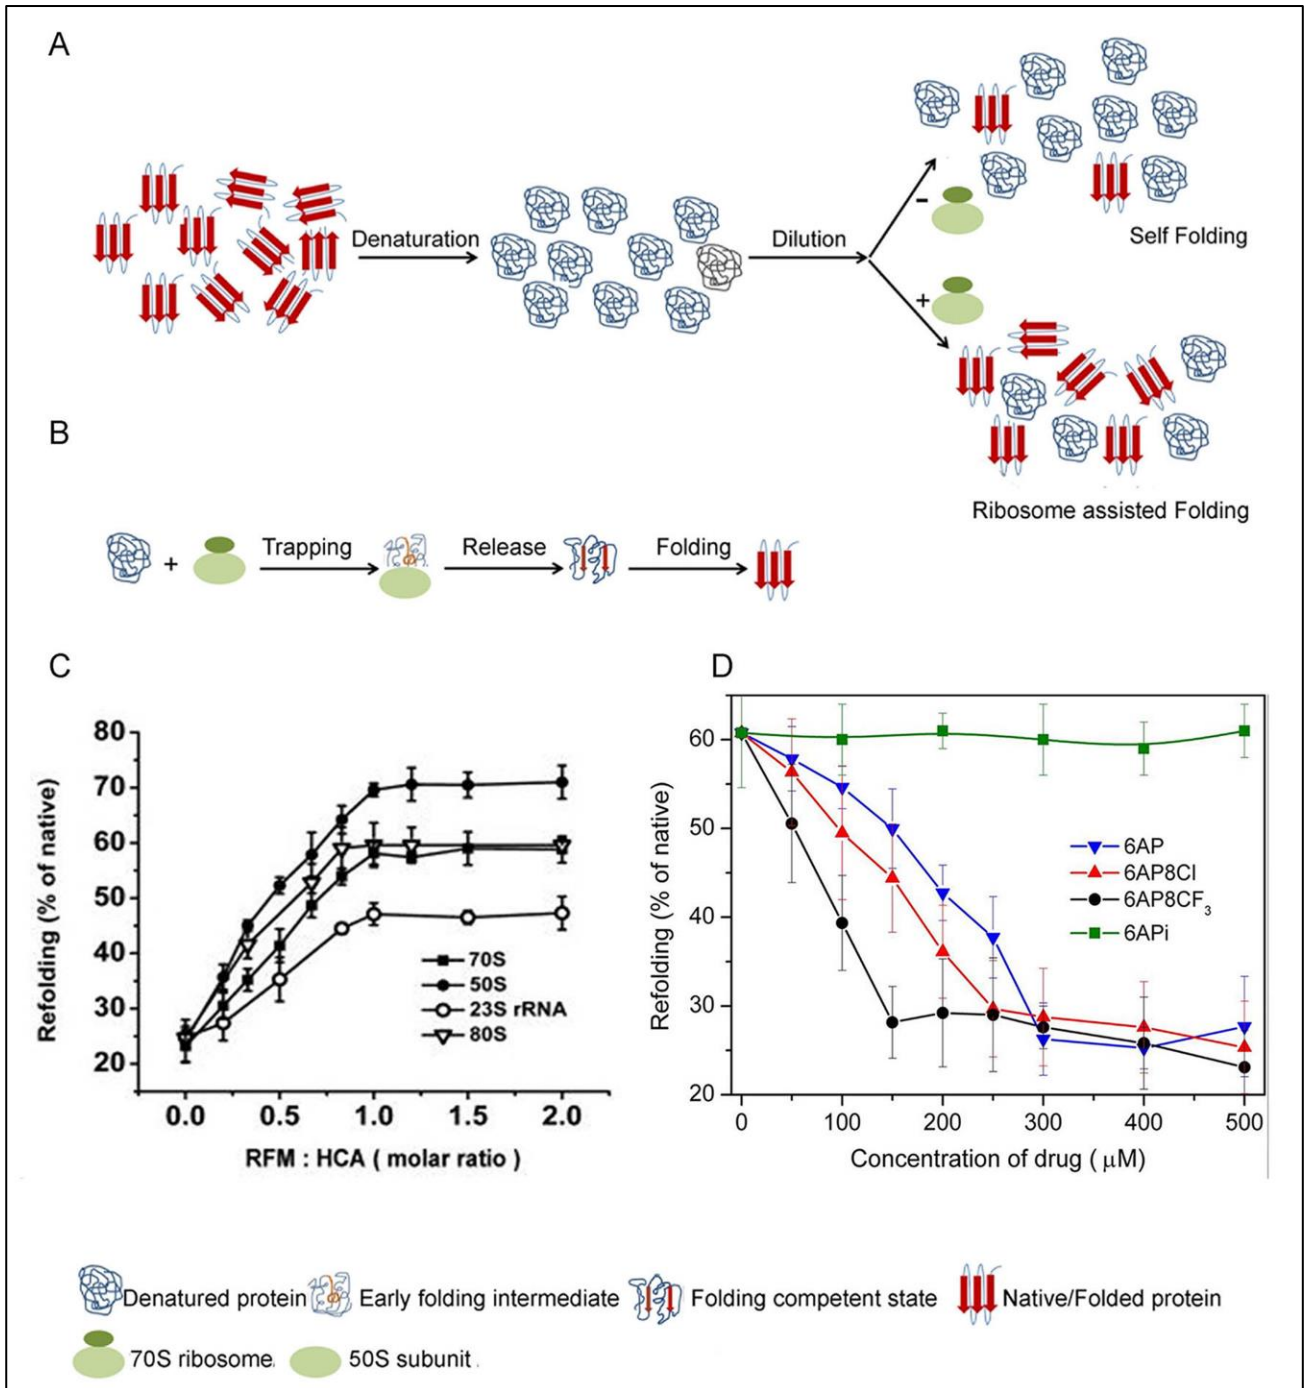 A
Denaturation
Dilution
-
Self Folding
+
Ribosome assisted Folding
B
+
Trapping
Release
Folding
C
80
70
60
50
40
30
20
Refolding (% of native)
70S
50S
23S rRNA
80S
0.0 0.5 1.0 1.5 2.0
RFM : HCA ( molar ratio )
D
60
50
40
30
20
Refolding (% of native)
6AP
6AP8Cl
6AP8CF3
6APi
0 100 200 300 400 500
Concentration of drug ( μM)
Denatured protein Early folding intermediate Folding competent state Native/Folded protein
70S ribosome. 50S subunit .